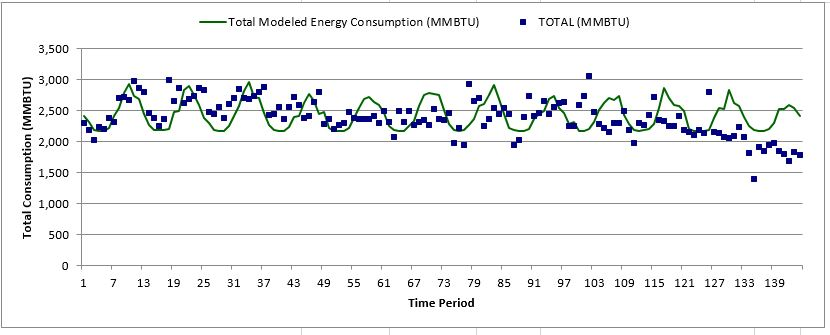 Total Modeled Energy Consumption (MMBTU) TOTAL (MMBTU)
Total Consumption (MMBTU)
3,500
3,000
2,500
2,000
1,500
1,000
500
0
1 7 13 19 25 31 37 43 49 55 61 67 73 79 85 91 97 103 109 115 121 127 133 139
Time Period